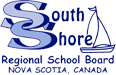 South
Shore
Regional School Board
NOVA SCOTIA, CANADA